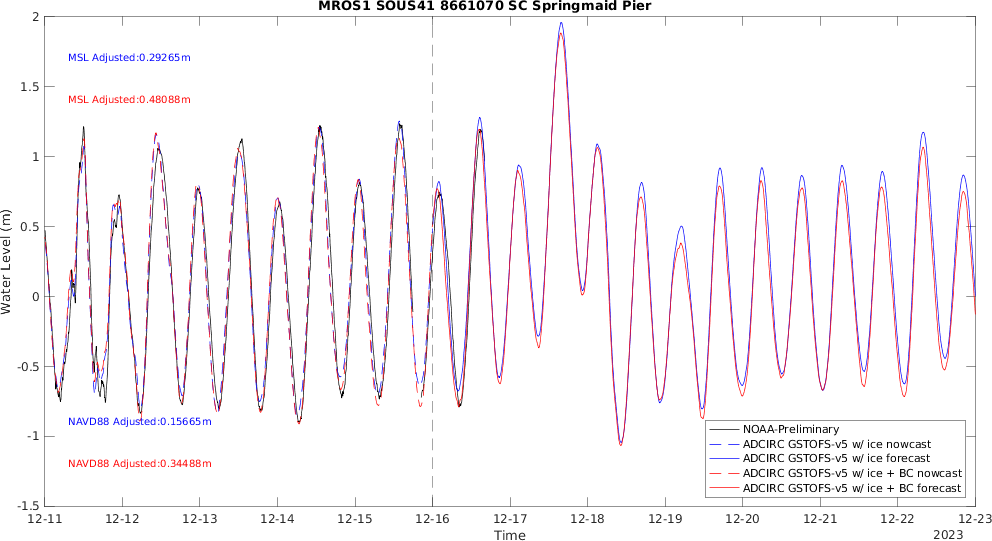 MROS1 SOUS41 8661070 SC Springmaid Pier
Water Level (m)
2
1.5
1
0.5
0
-0.5
-1
-1.5
MSL Adjusted:0.29265m
MSL Adjusted:0.48088m
NAVD88 Adjusted:0.15665m
NAVD88 Adjusted:0.34488m
NOAA-Preliminary
ADCIRC GSTOFS-v5 w/ ice nowcast
ADCIRC GSTOFS-v5 w/ ice forecast
ADCIRC GSTOFS-v5 w/ ice + BC nowcast
ADCIRC GSTOFS-v5 w/ ice + BC forecast
12-11 12-12 12-13 12-14 12-15 12-16 12-17 12-18 12-19 12-20 12-21 12-22 12-23
Time
2023